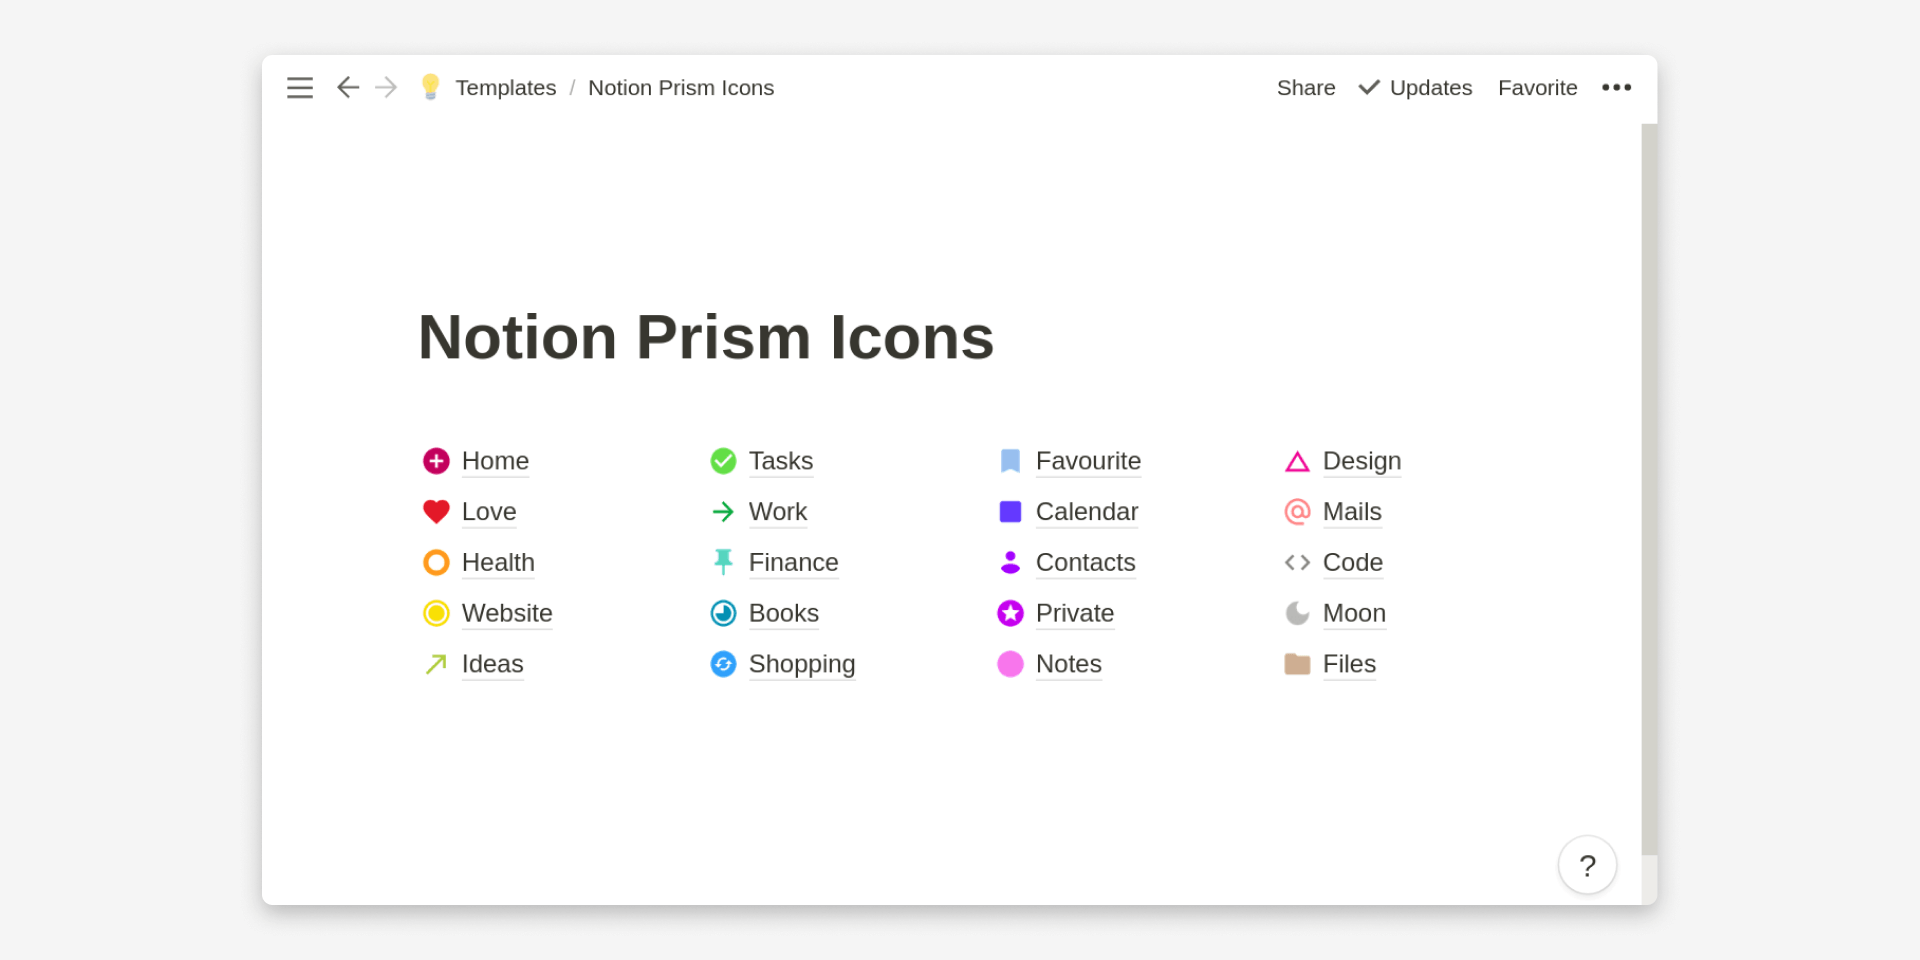 Templates / Notion Prism Icons
Share Updates Favorite •••
Notion Prism Icons
Home
Love
Health
Website
Ideas
Tasks
Work
Finance
Books
Shopping
Favourite
Calendar
Contacts
Private
Notes
Design
Mails
Code
Moon
Files
?